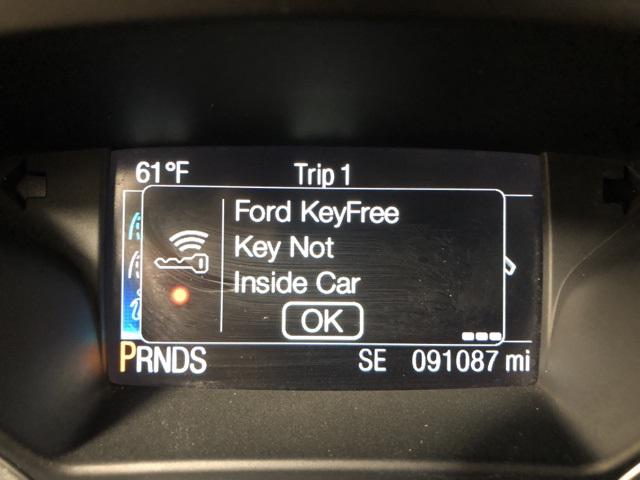 61°F Trip 1
Ford KeyFree
Key Not
Inside Car
OK
PRNDS SE 091087 mi